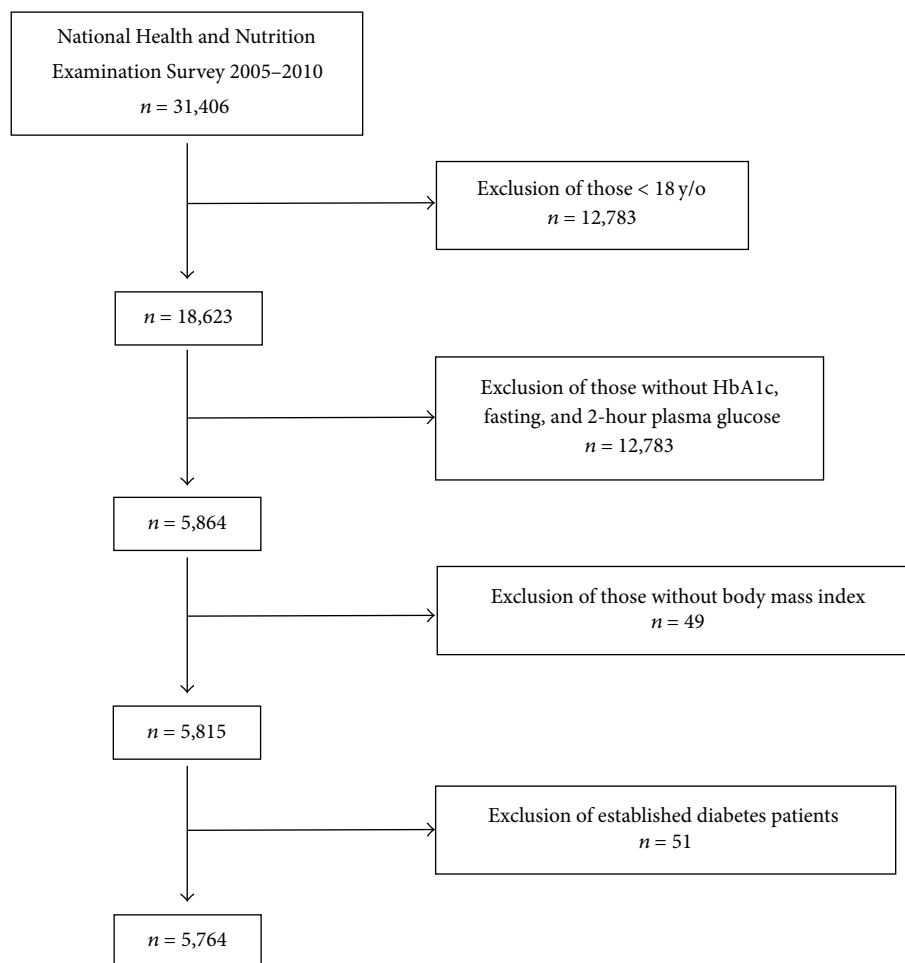 National Health and Nutrition
Examination Survey 2005–2010
n = 31,406
Exclusion of those < 18 y/o
n = 12,783
n = 18,623
Exclusion of those without HbA1c,
fasting, and 2-hour plasma glucose
n = 12,783
n = 5,864
Exclusion of those without body mass index
n = 49
n = 5,815
Exclusion of established diabetes patients
n = 51
n = 5,764